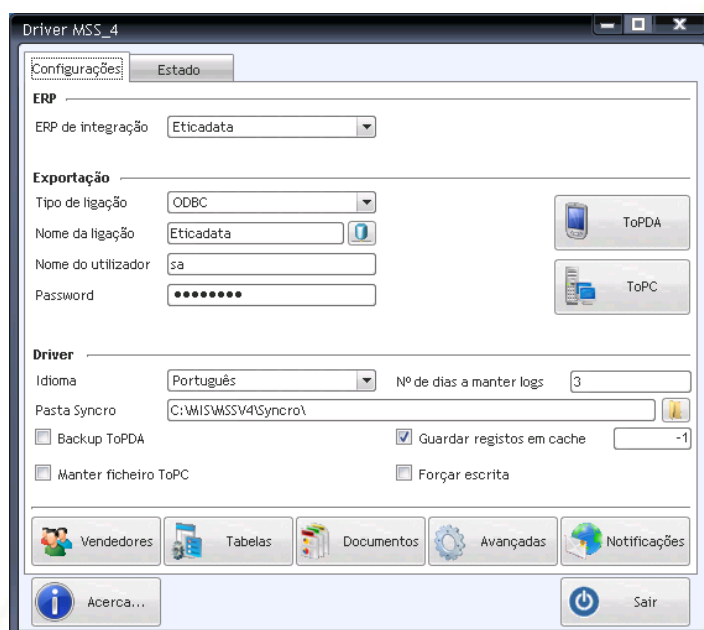 Driver MSS_4
Configurações Estado
ERP
ERP de integração Eticadata
Exportação
Tipo de ligação ODBC
Nome da ligação Eticadata
Nome do utilizador sa
Password ●●●●●●●●
ToPDA
ToPC
Driver
Idioma Português Nº de dias a manter logs 3
Pasta Syncro C:\MIS\MSSV4\Syncro\
Backup ToPDA Guardar registos em cache -1
Manter ficheiro ToPC Forçar escrita
Vendedores Tabelas Documentos Avançadas Notificações
Acerca... Sair